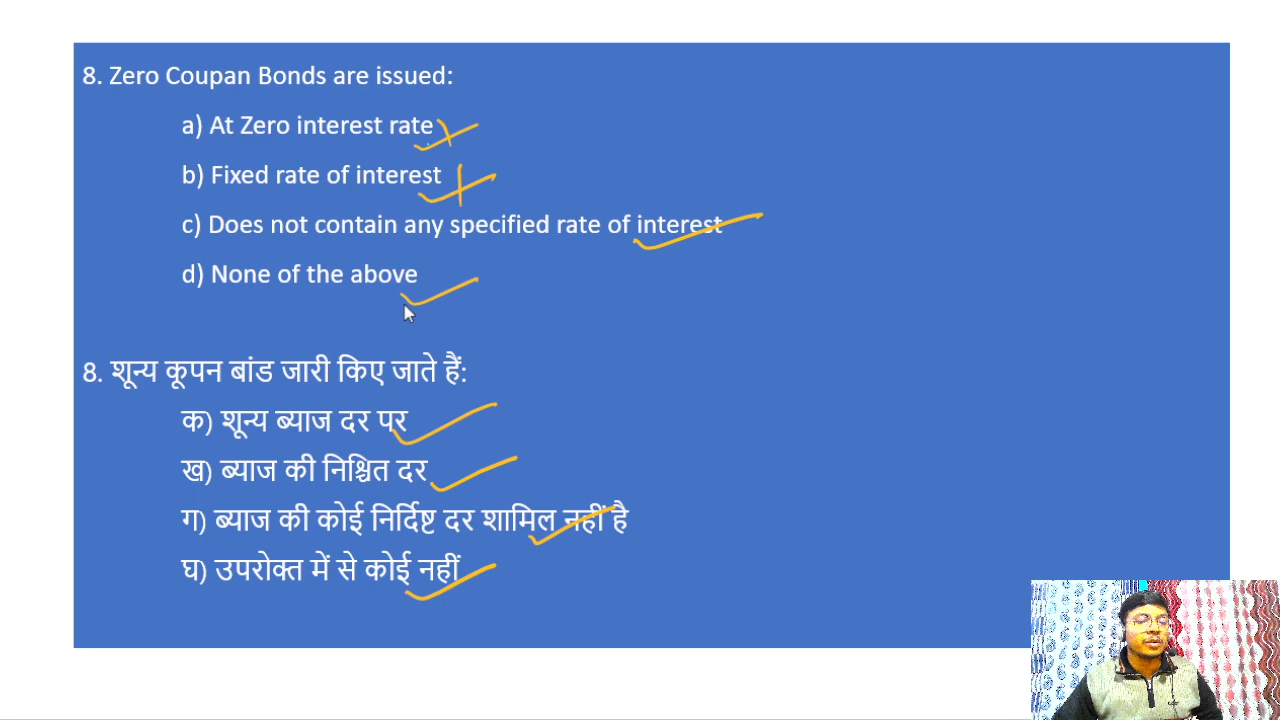 8. Zero Coupan Bonds are issued:
a) At Zero interest rate
b) Fixed rate of interest
c) Does not contain any specified rate of interest
d) None of the above
8. शून्य कूपन बांड जारी किए जाते हैं:
क) शून्य ब्याज दर पर
ख) ब्याज की निश्चित दर
ग) ब्याज की कोई निर्दिष्ट दर शामिल नहीं है
घ) उपरोक्त में से कोई नहीं